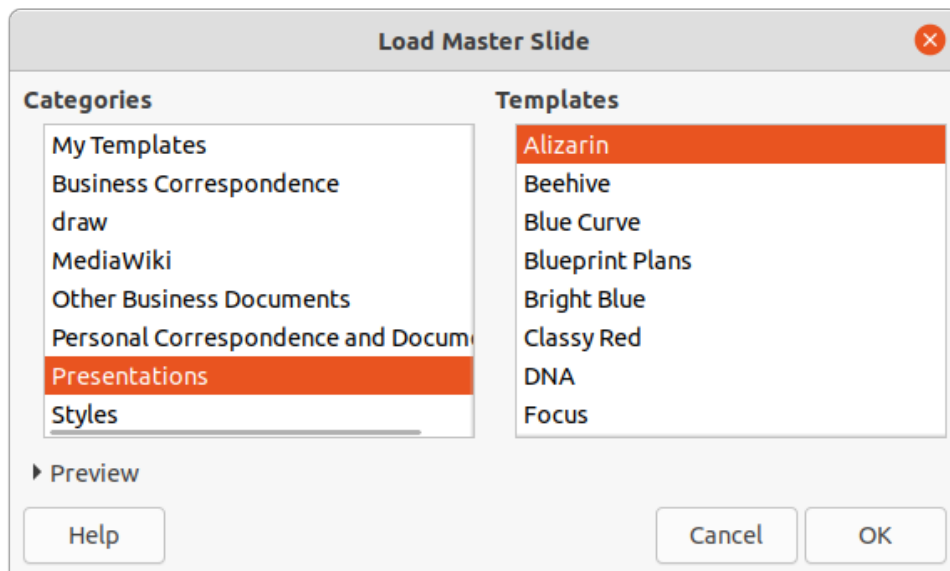 Load Master Slide
Categories
My Templates
Business Correspondence
draw
MediaWiki
Other Business Documents
Personal Correspondence and Docum
Presentations
Styles
Templates
Alizarin
Beehive
Blue Curve
Blueprint Plans
Bright Blue
Classy Red
DNA
Focus
Preview
Help
Cancel
OK